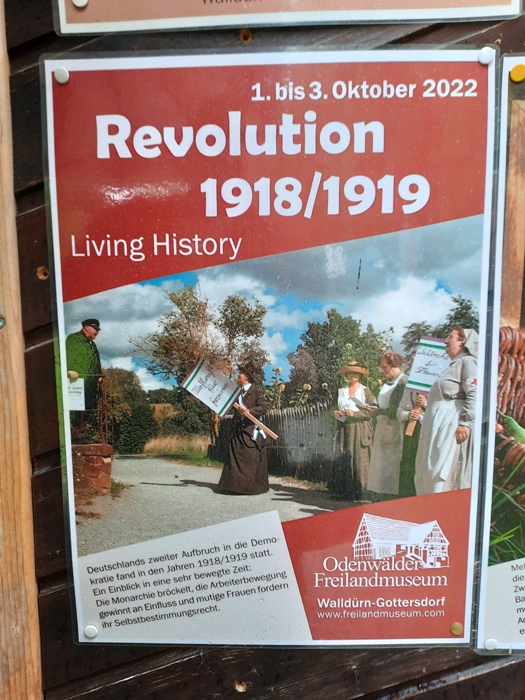 1. bis 3. Oktober 2022
Revolution
1918/1919
Living History
Deutschlands zweiter Aufbruch in die Demo-
kratie fand in den Jahren 1918/1919 statt.
Ein Einblick in eine sehr bewegte Zeit:
Die Monarchie bröckelt, die Arbeiterbewegung
gewinnt an Einfluss und mutige Frauen fordern
ihr Selbstbestimmungsrecht.
Odenwälder
Freilandmuseum
Walldürn-Gottersdorf
www.freilandmuseum.com